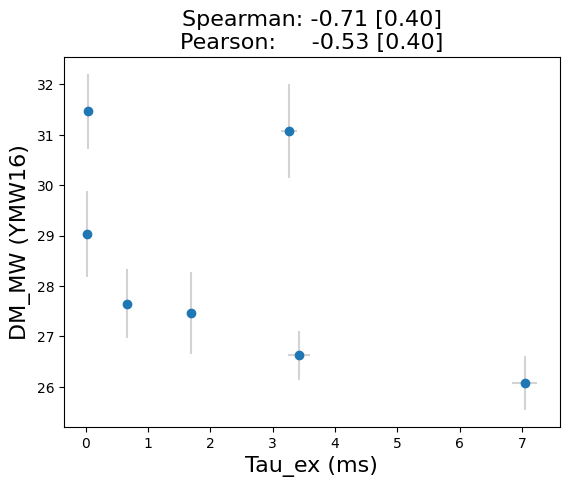 Spearman: -0.71 [0.40]
Pearson: -0.53 [0.40]
DM_MW (YMW16)
32
31
30
29
28
27
26
0 1 2 3 4 5 6 7
Tau_ex (ms)